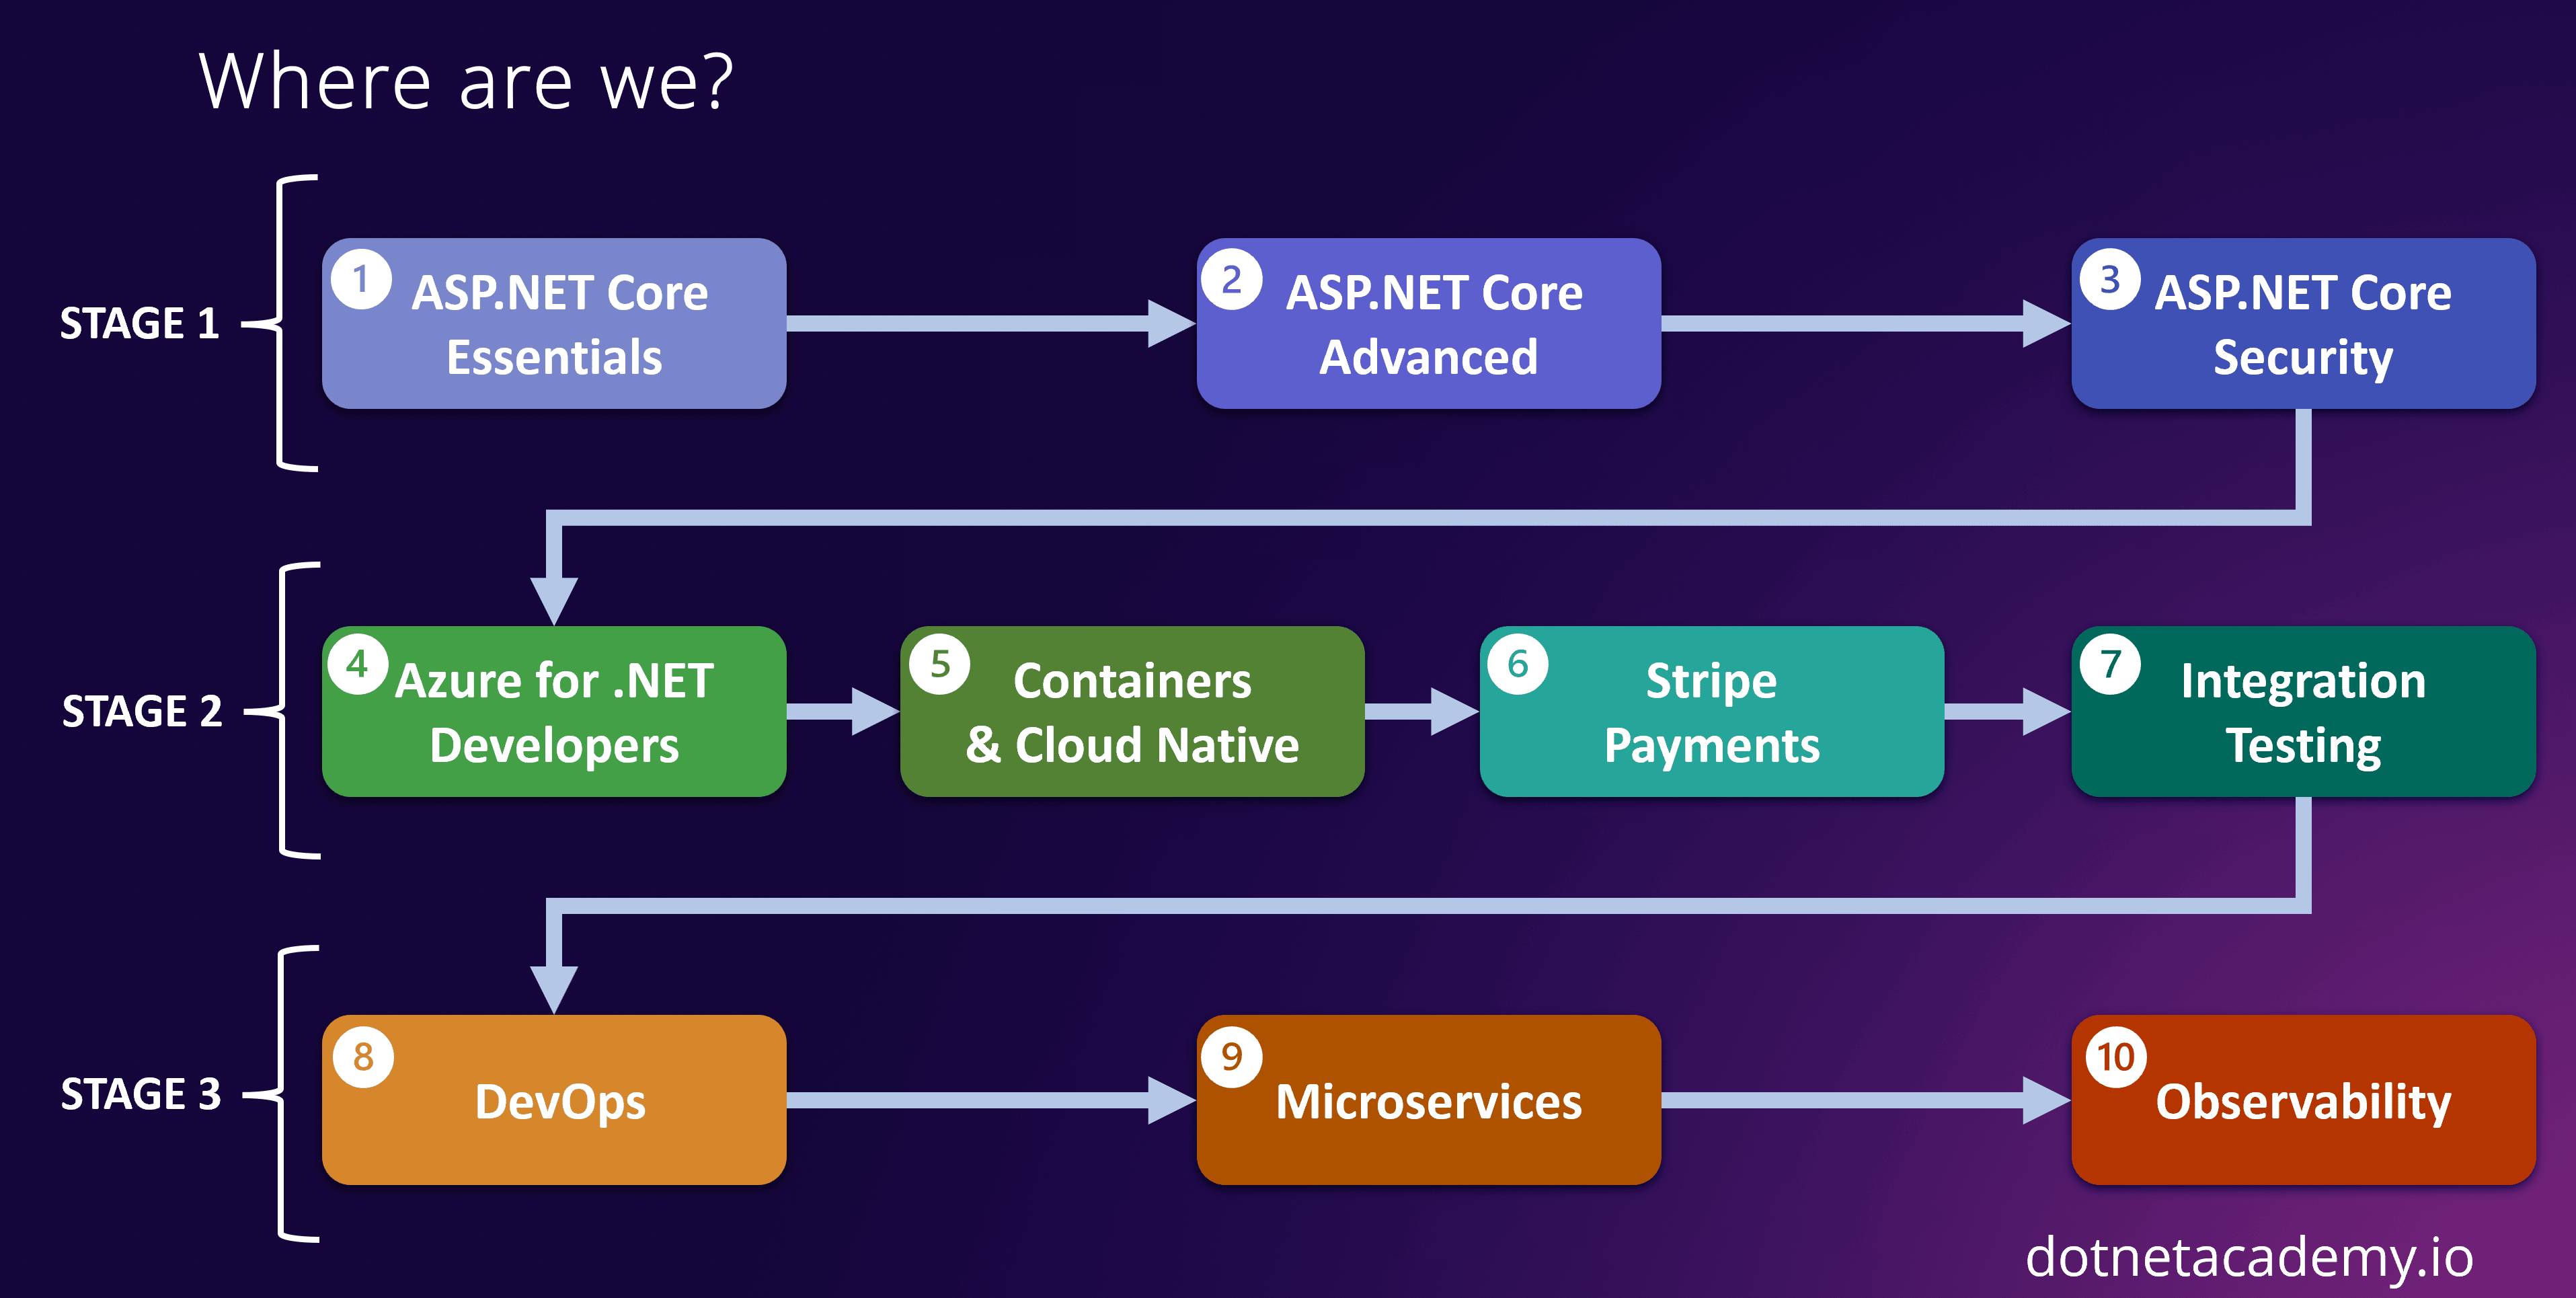 Where are we?
STAGE 1
1
ASP.NET Core
Essentials
2
ASP.NET Core
Advanced
3
ASP.NET Core
Security
STAGE 2
4
Azure for .NET
Developers
5
Containers
& Cloud Native
6
Stripe
Payments
7
Integration
Testing
STAGE 3
8
DevOps
9
Microservices
10
Observability
dotnetacademy.io